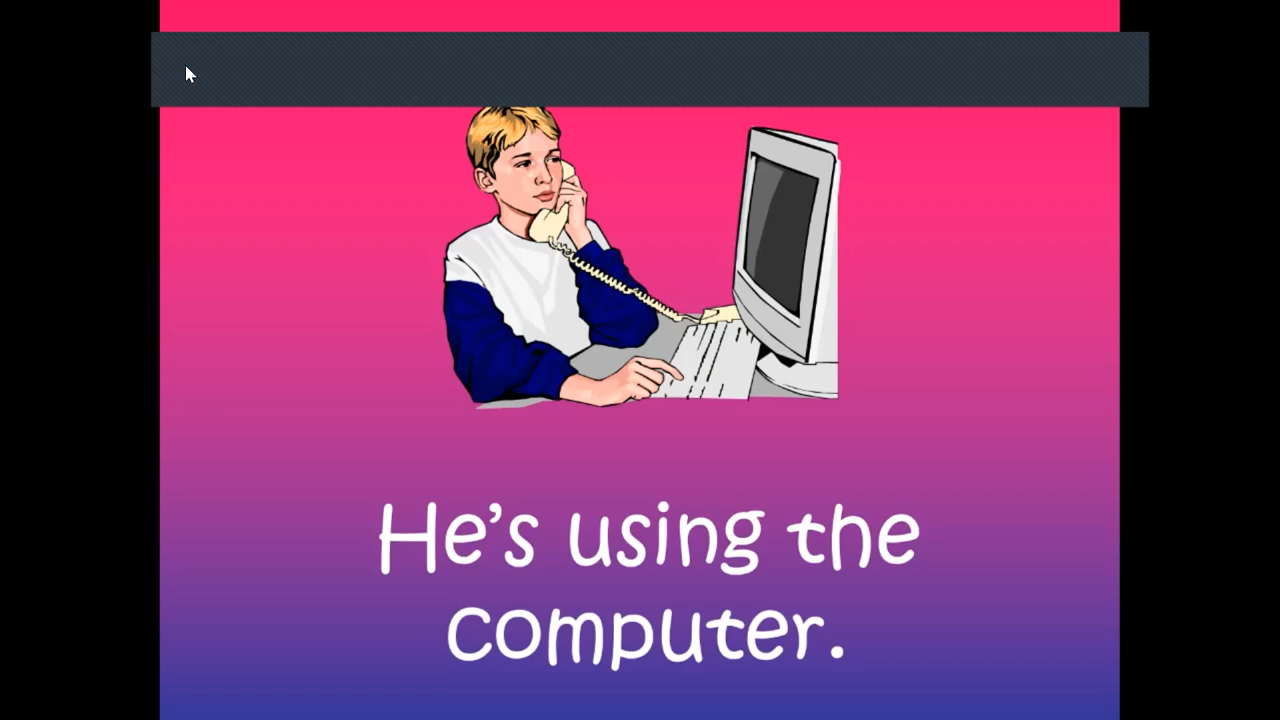 He’s using the
computer.